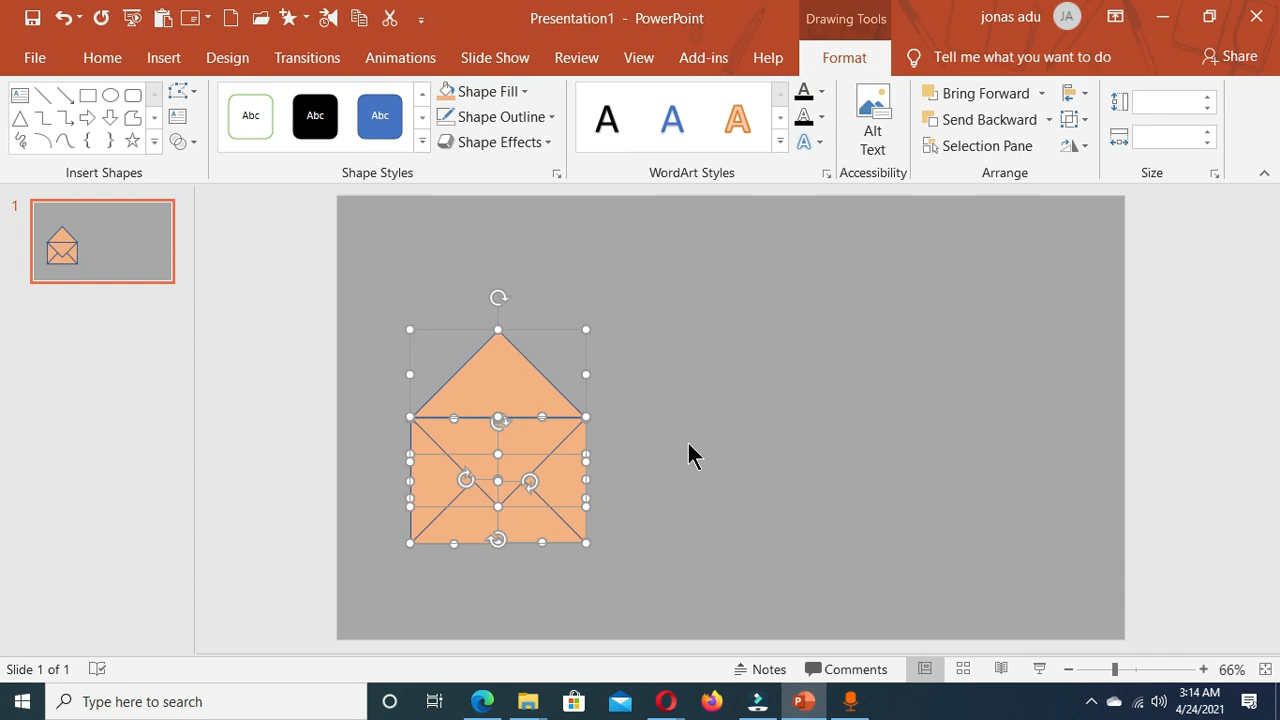 Presentation1 - PowerPoint
Drawing Tools
jonas adu
JA
File
Home
Insert
Design
Transitions
Animations
Slide Show
Review
View
Add-ins
Help
Format
Tell me what you want to do
Share
Abc
Abc
Abc
Shape Fill
Shape Outline
Shape Effects
A
A
A
A
A
A
Alt
Text
Bring Forward
Send Backward
Selection Pane
Insert Shapes
Shape Styles
WordArt Styles
Accessibility
Arrange
Size
1
Slide 1 of 1
Notes
Comments
66%
Type here to search
3:14 AM
4/24/2021